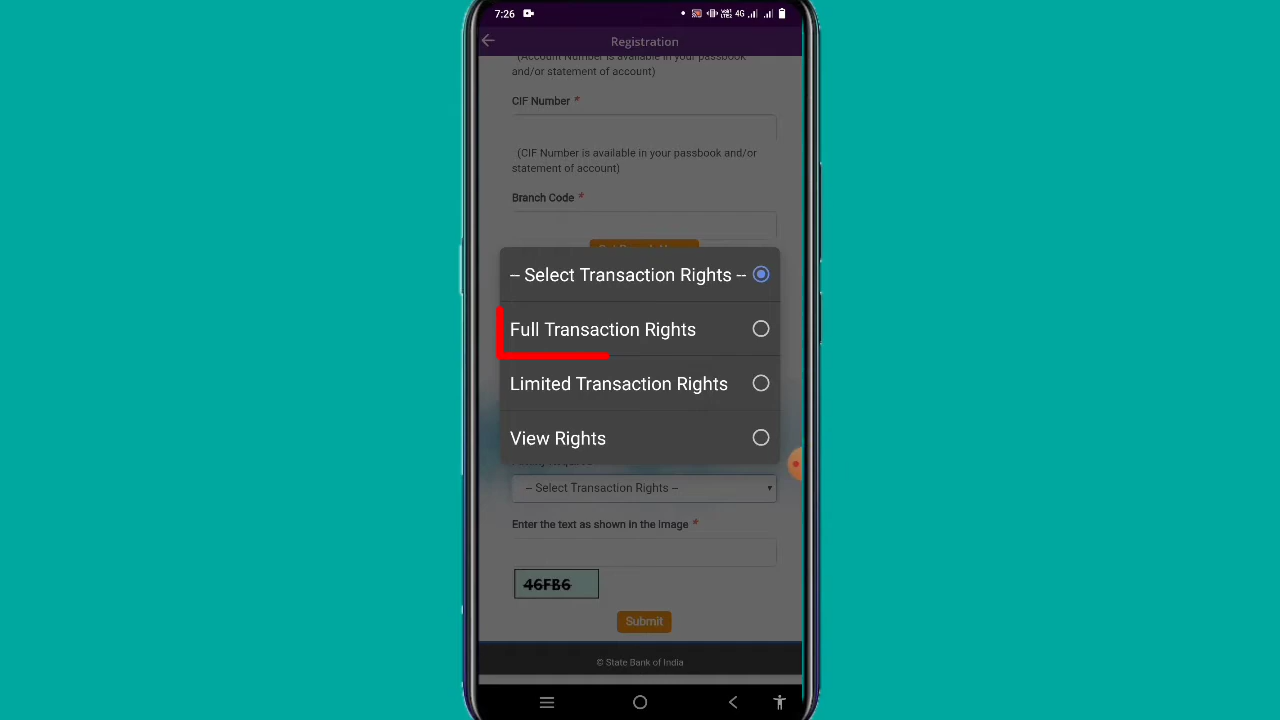 7:26
4G
Registration
(Account Number is available in your passbook
and/or statement of account)
CIF Number *
(CIF Number is available in your passbook and/or
statement of account)
Branch Code *
-- Select Transaction Rights --
Full Transaction Rights
Limited Transaction Rights
View Rights
-- Select Transaction Rights --
Enter the text as shown in the image *
46FB6
Submit
© State Bank of India